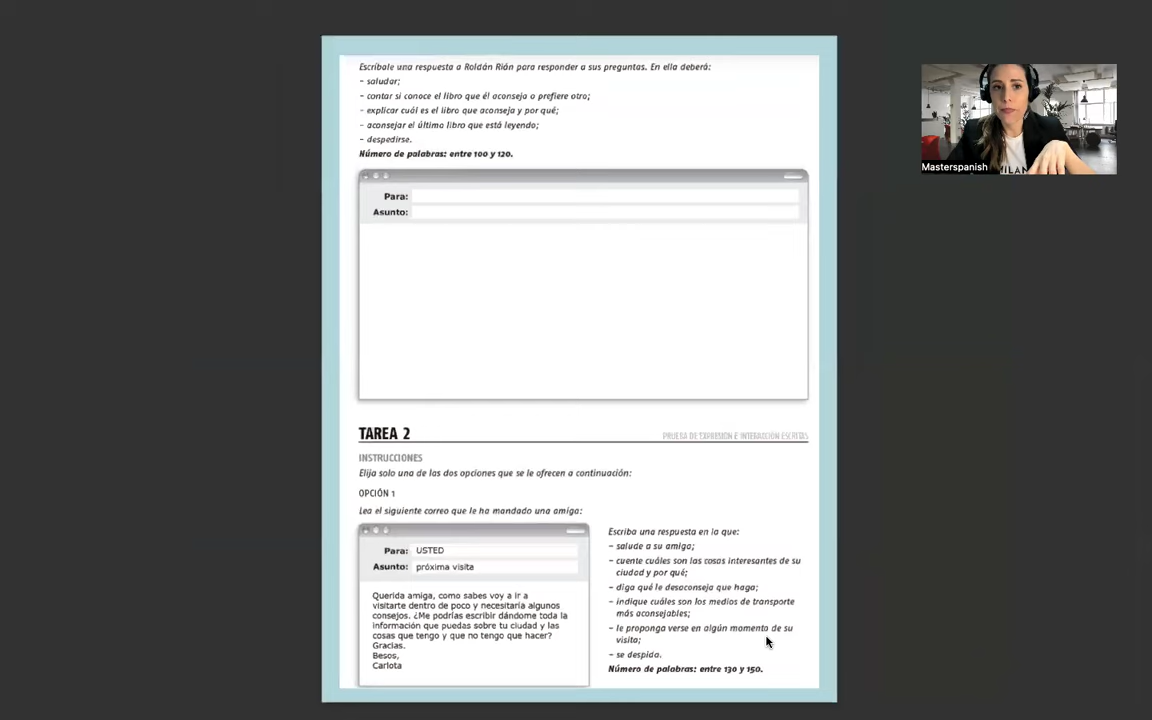 Escríbale una respuesta a Roldán Rián para responder a sus preguntas. En ella deberá:
– saludar;
– contar si conoce el libro que él aconseja o prefiere otro;
– explicar cuál es el libro que aconseja y por qué;
– aconsejar el último libro que está leyendo;
– despedirse.
Número de palabras: entre 100 y 120.
Para:
Asunto:
TAREA 2
PRUEBA DE EXPRESIÓN E INTERACCIÓN ESCRITAS
INSTRUCCIONES
Elija solo una de las dos opciones que se le ofrecen a continuación:
OPCIÓN 1
Lea el siguiente correo que le ha mandado una amiga:
Para: USTED
Asunto: próxima visita
Querida amiga, como sabes voy a ir a
visitarte dentro de poco y necesitaría algunos
consejos. ¿Me podrías escribir dándome toda la
información que puedas sobre tu ciudad y las
cosas que tengo y que no tengo que hacer?
Gracias.
Besos,
Carlota
Escriba una respuesta en la que:
– salude a su amiga;
– cuente cuáles son las cosas interesantes de su
ciudad y por qué;
– diga qué le desaconseja que haga;
– indique cuáles son los medios de transporte
más aconsejables;
– le proponga verse en algún momento de su
visita;
– se despida.
Número de palabras: entre 130 y 150.
Masterspanish